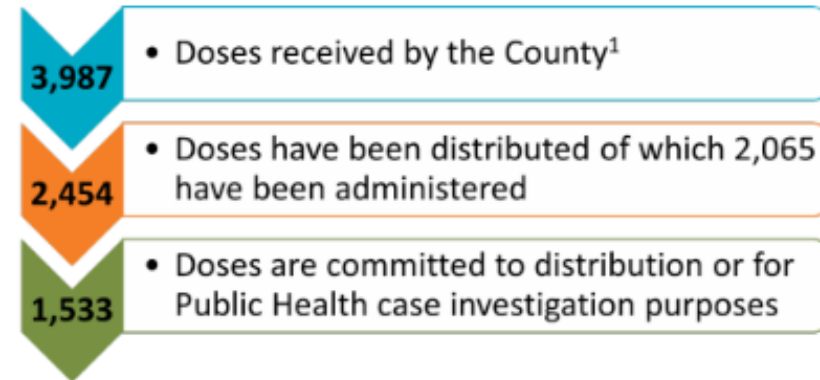 3,987
• Doses received by the County¹
2,454
• Doses have been distributed of which 2,065
have been administered
1,533
• Doses are committed to distribution or for
Public Health case investigation purposes